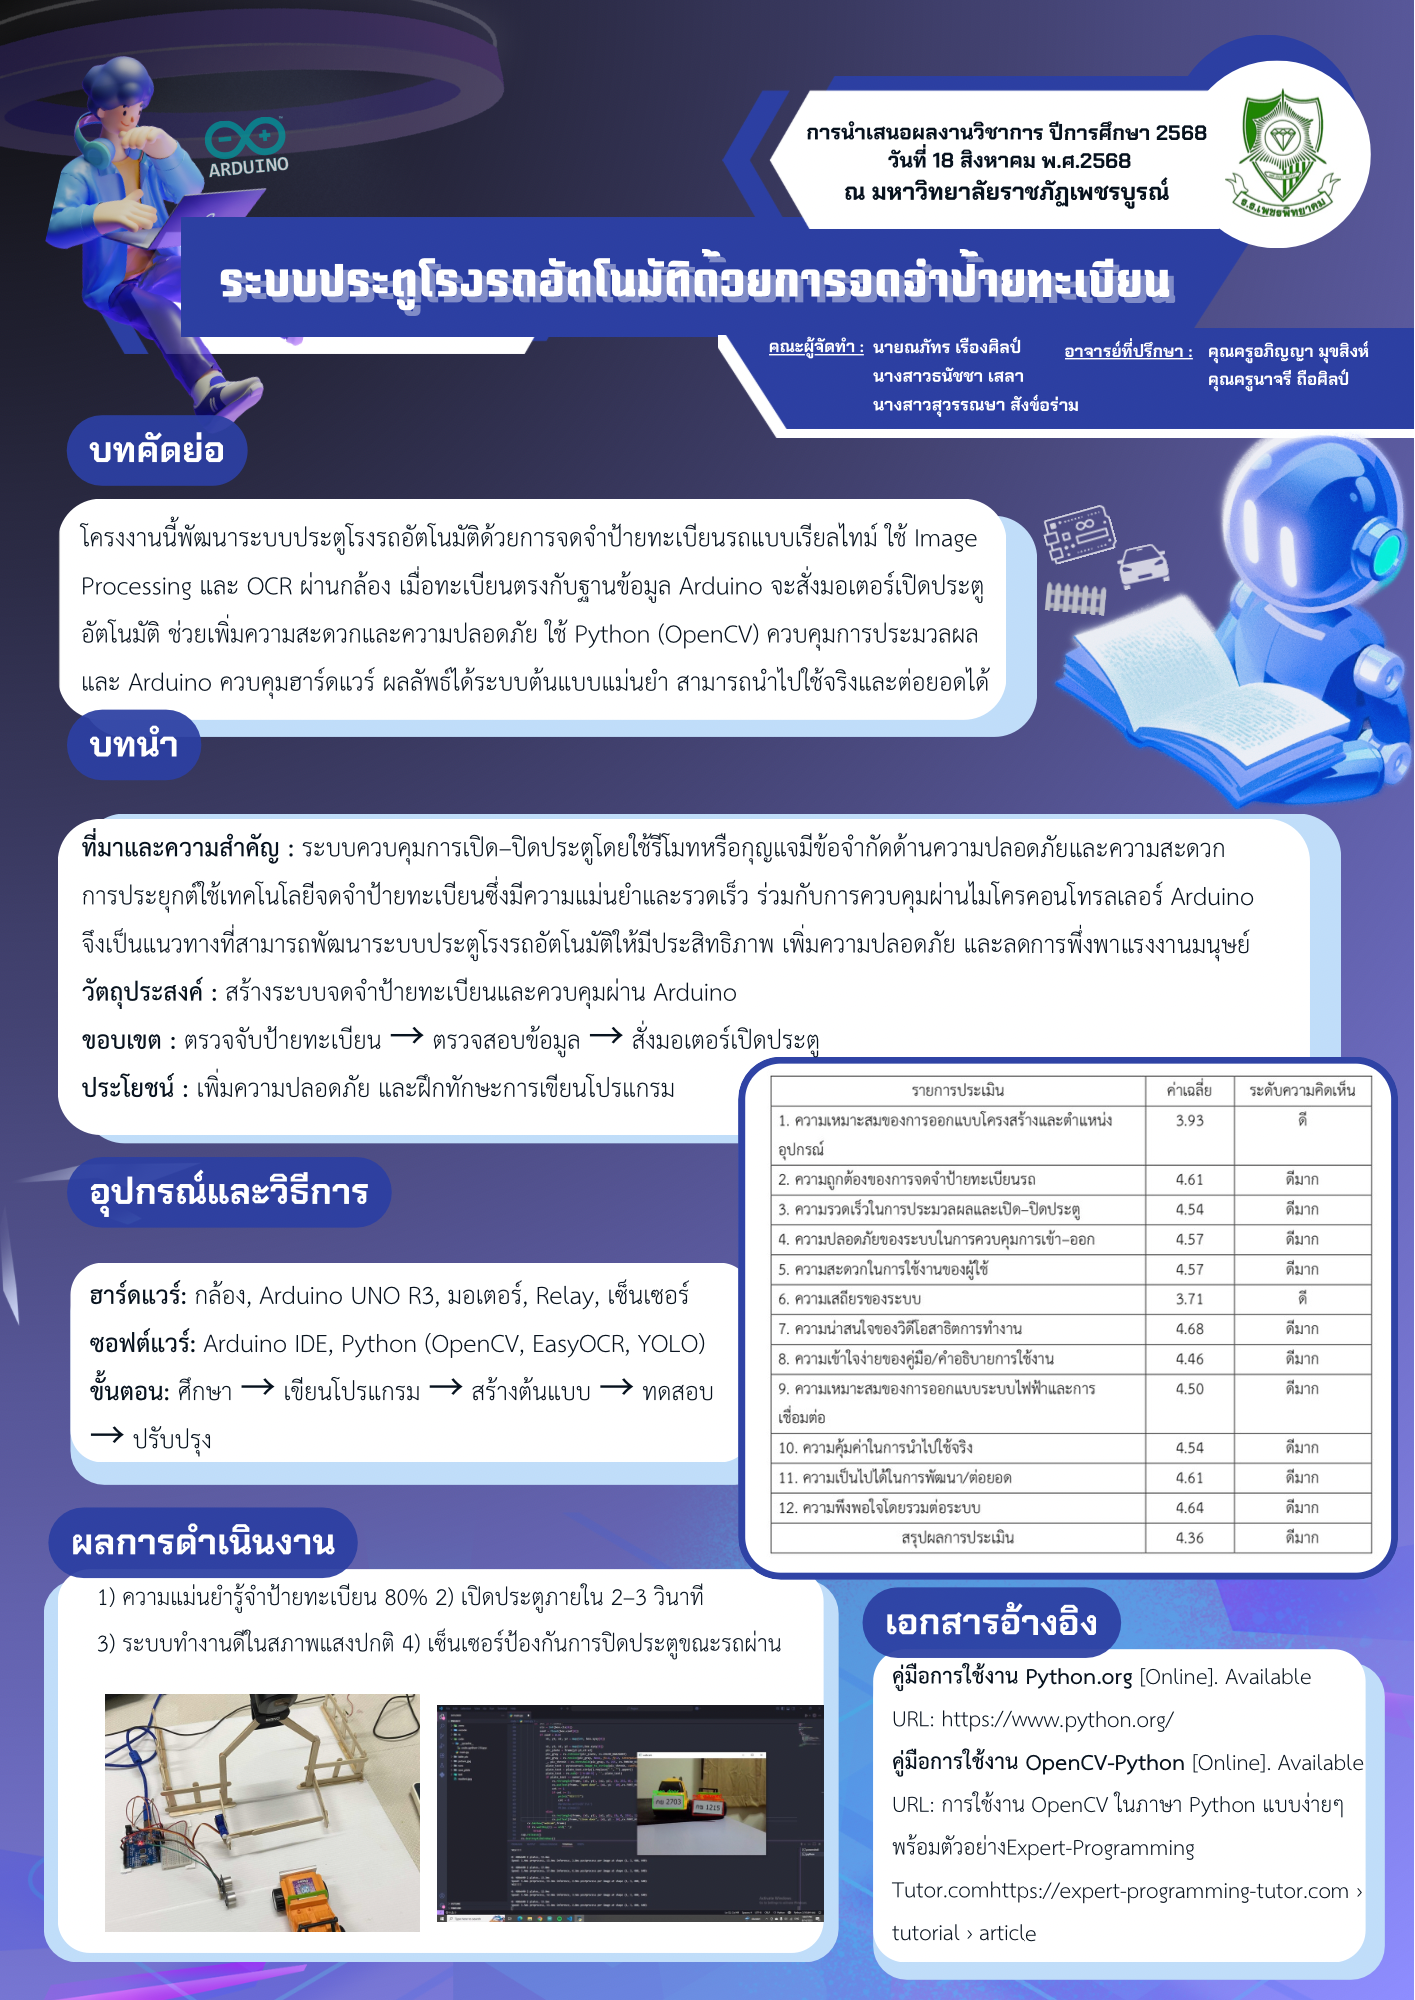 ARDUINO
การนำเสนอผลงานวิชาการ ปีการศึกษา 2568
วันที่ 18 สิงหาคม พ.ศ.2568
ณ มหาวิทยาลัยราชภัฏเพชรบูรณ์
ร.ร.เพชรพิทยาคม
ระบบประตูโรงรถอัตโนมัติด้วยการจดจำป้ายทะเบียน
คณะผู้จัดทำ : นายณภัทร เรืองศิลป์
นางสาวธนัชชา เสลา
นางสาวสุวรรณษา สังข์อร่าม
อาจารย์ที่ปรึกษา : คุณครูอภิญญา มุขสิงห์
คุณครูนาจรี ถือศิลป์
บทคัดย่อ
โครงงานนี้พัฒนาระบบประตูโรงรถอัตโนมัติด้วยการจดจำป้ายทะเบียนรถแบบเรียลไทม์ ใช้ Image
Processing และ OCR ผ่านกล้อง เมื่อทะเบียนตรงกับฐานข้อมูล Arduino จะสั่งมอเตอร์เปิดประตู
อัตโนมัติ ช่วยเพิ่มความสะดวกและความปลอดภัย ใช้ Python (OpenCV) ควบคุมการประมวลผล
และ Arduino ควบคุมฮาร์ดแวร์ ผลลัพธ์ได้ระบบต้นแบบแม่นยำ สามารถนำไปใช้จริงและต่อยอดได้
บทนำ
ที่มาและความสำคัญ : ระบบควบคุมการเปิด–ปิดประตูโดยใช้รีโมทหรือกุญแจมีข้อจำกัดด้านความปลอดภัยและความสะดวก
การประยุกต์ใช้เทคโนโลยีจดจำป้ายทะเบียนซึ่งมีความแม่นยำและรวดเร็ว ร่วมกับการควบคุมผ่านไมโครคอนโทรลเลอร์ Arduino
จึงเป็นแนวทางที่สามารถพัฒนาระบบประตูโรงรถอัตโนมัติให้มีประสิทธิภาพ เพิ่มความปลอดภัย และลดการพึ่งพาแรงงานมนุษย์
วัตถุประสงค์ : สร้างระบบจดจำป้ายทะเบียนและควบคุมผ่าน Arduino
ขอบเขต : ตรวจจับป้ายทะเบียน → ตรวจสอบข้อมูล → สั่งมอเตอร์เปิดประตู
ประโยชน์ : เพิ่มความปลอดภัย และฝึกทักษะการเขียนโปรแกรม
อุปกรณ์และวิธีการ
ฮาร์ดแวร์: กล้อง, Arduino UNO R3, มอเตอร์, Relay, เซ็นเซอร์
ซอฟต์แวร์: Arduino IDE, Python (OpenCV, EasyOCR, YOLO)
ขั้นตอน: ศึกษา → เขียนโปรแกรม → สร้างต้นแบบ → ทดสอบ
→ ปรับปรุง
รายการประเมิน ค่าเฉลี่ย ระดับความคิดเห็น
1. ความเหมาะสมของการออกแบบโครงสร้างและตำแหน่ง 3.93 ดี
อุปกรณ์
2. ความถูกต้องของการจดจำป้ายทะเบียนรถ 4.61 ดีมาก
3. ความรวดเร็วในการประมวลผลและเปิด–ปิดประตู 4.54 ดีมาก
4. ความปลอดภัยของระบบในการควบคุมการเข้า–ออก 4.57 ดีมาก
5. ความสะดวกในการใช้งานของผู้ใช้ 4.57 ดีมาก
6. ความเสถียรของระบบ 3.71 ดี
7. ความน่าสนใจของวิดีโอสาธิตการทำงาน 4.68 ดีมาก
8. ความเข้าใจง่ายของคู่มือ/คำอธิบายการใช้งาน 4.46 ดีมาก
9. ความเหมาะสมของการออกแบบระบบไฟฟ้าและการ 4.50 ดีมาก
เชื่อมต่อ
10. ความคุ้มค่าในการนำไปใช้จริง 4.54 ดีมาก
11. ความเป็นไปได้ในการพัฒนา/ต่อยอด 4.61 ดีมาก
12. ความพึงพอใจโดยรวมต่อระบบ 4.64 ดีมาก
สรุปผลการประเมิน 4.36 ดีมาก
ผลการดำเนินงาน
1) ความแม่นยำรู้จำป้ายทะเบียน 80% 2) เปิดประตูภายใน 2–3 วินาที
3) ระบบทำงานดีในสภาพแสงปกติ 4) เซ็นเซอร์ป้องกันการปิดประตูขณะรถผ่าน
กอ 2703
กย 1215
เอกสารอ้างอิง
คู่มือการใช้งาน Python.org [Online]. Available
URL: https://www.python.org/
คู่มือการใช้งาน OpenCV-Python [Online]. Available
URL: การใช้งาน OpenCV ในภาษา Python แบบง่ายๆ
พร้อมตัวอย่างExpert-Programming
Tutor.comhttps://expert-programming-tutor.com ›
tutorial › article